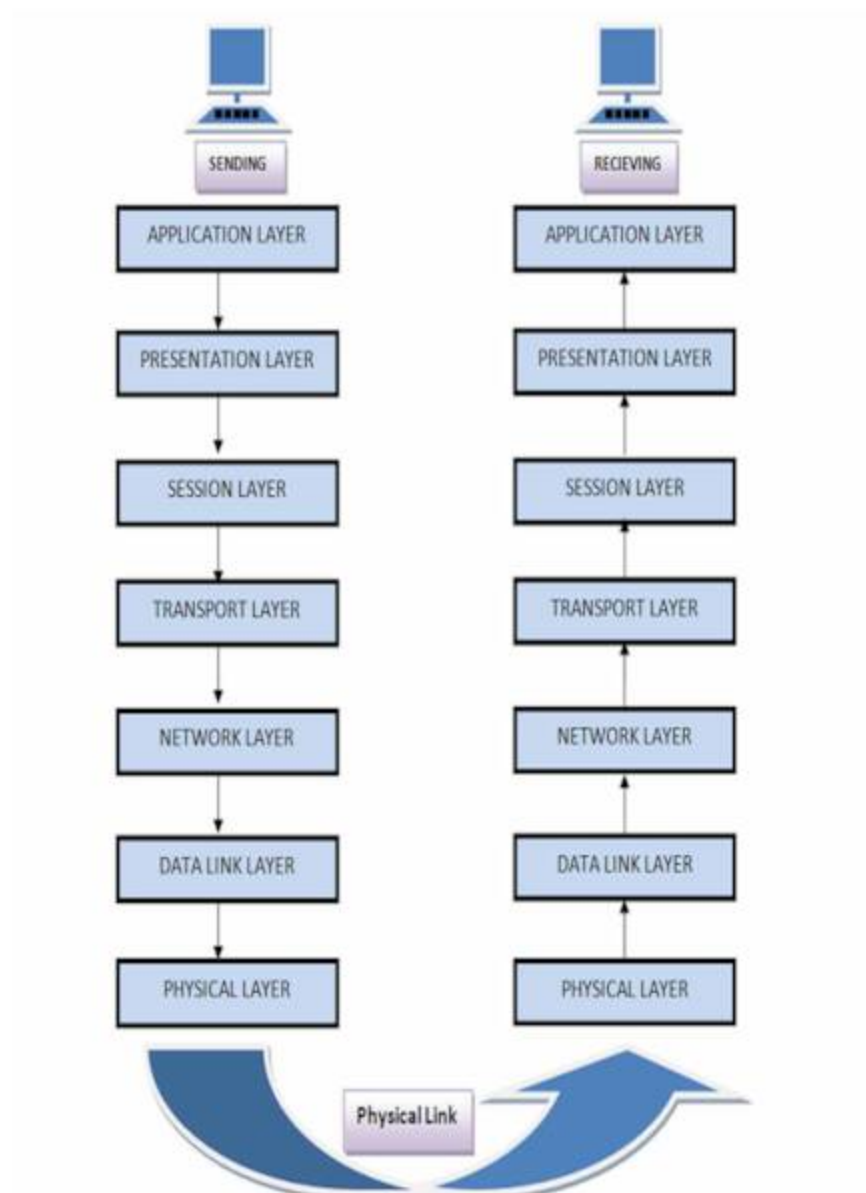 SENDING
APPLICATION LAYER
PRESENTATION LAYER
SESSION LAYER
TRANSPORT LAYER
NETWORK LAYER
DATA LINK LAYER
PHYSICAL LAYER
RECIEVING
APPLICATION LAYER
PRESENTATION LAYER
SESSION LAYER
TRANSPORT LAYER
NETWORK LAYER
DATA LINK LAYER
PHYSICAL LAYER
Physical Link